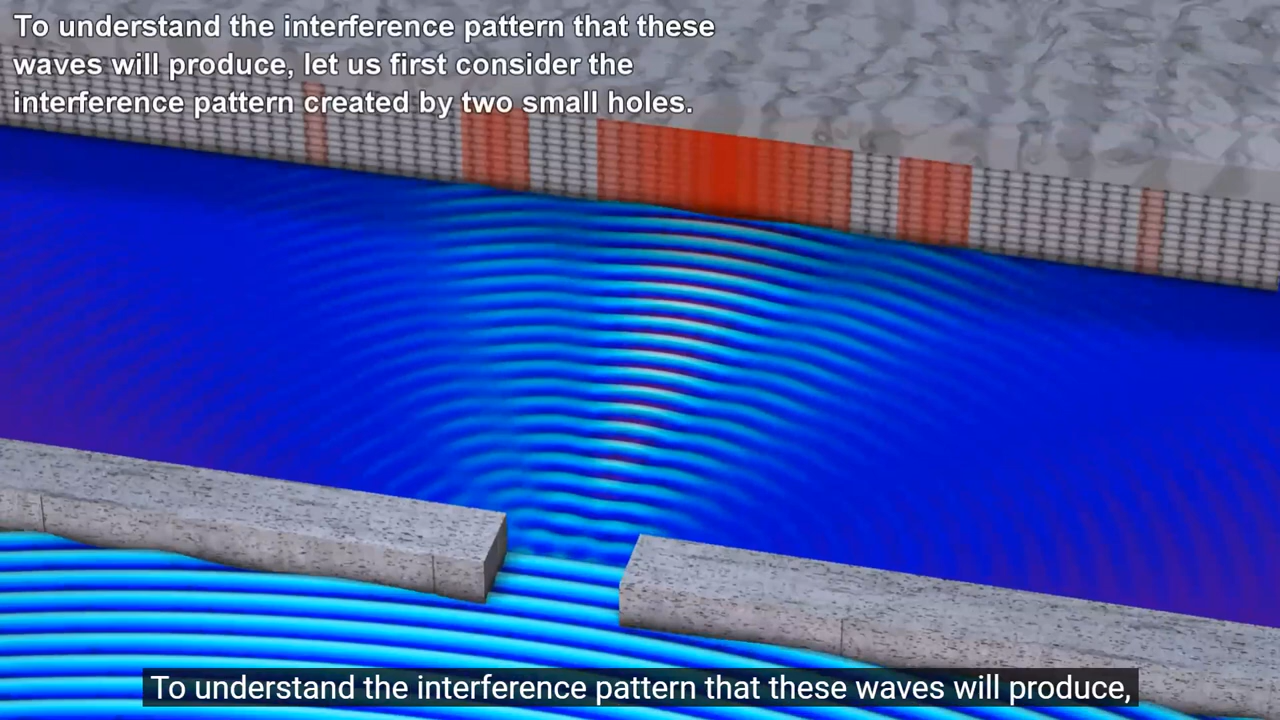 To understand the interference pattern that these
waves will produce, let us first consider the
interference pattern created by two small holes.
To understand the interference pattern that these waves will produce,